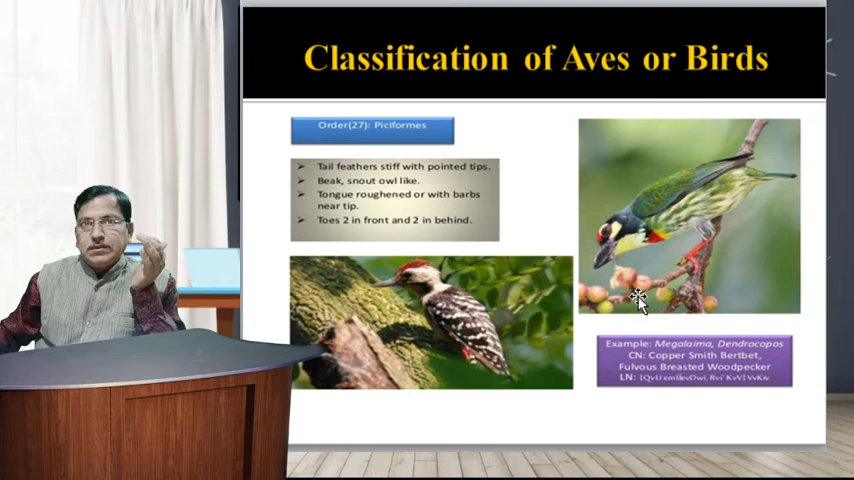 Classification of Aves or Birds
Order(27): Piciformes
➢ Tail feathers stiff with pointed tips.
➢ Beak, snout owl like.
➢ Tongue roughened or with barbs
near tip.
➢ Toes 2 in front and 2 in behind.
Example: Megalaima, Dendrocopos
CN: Copper Smith Bertbet,
Fulvous Breasted Woodpecker
LN: